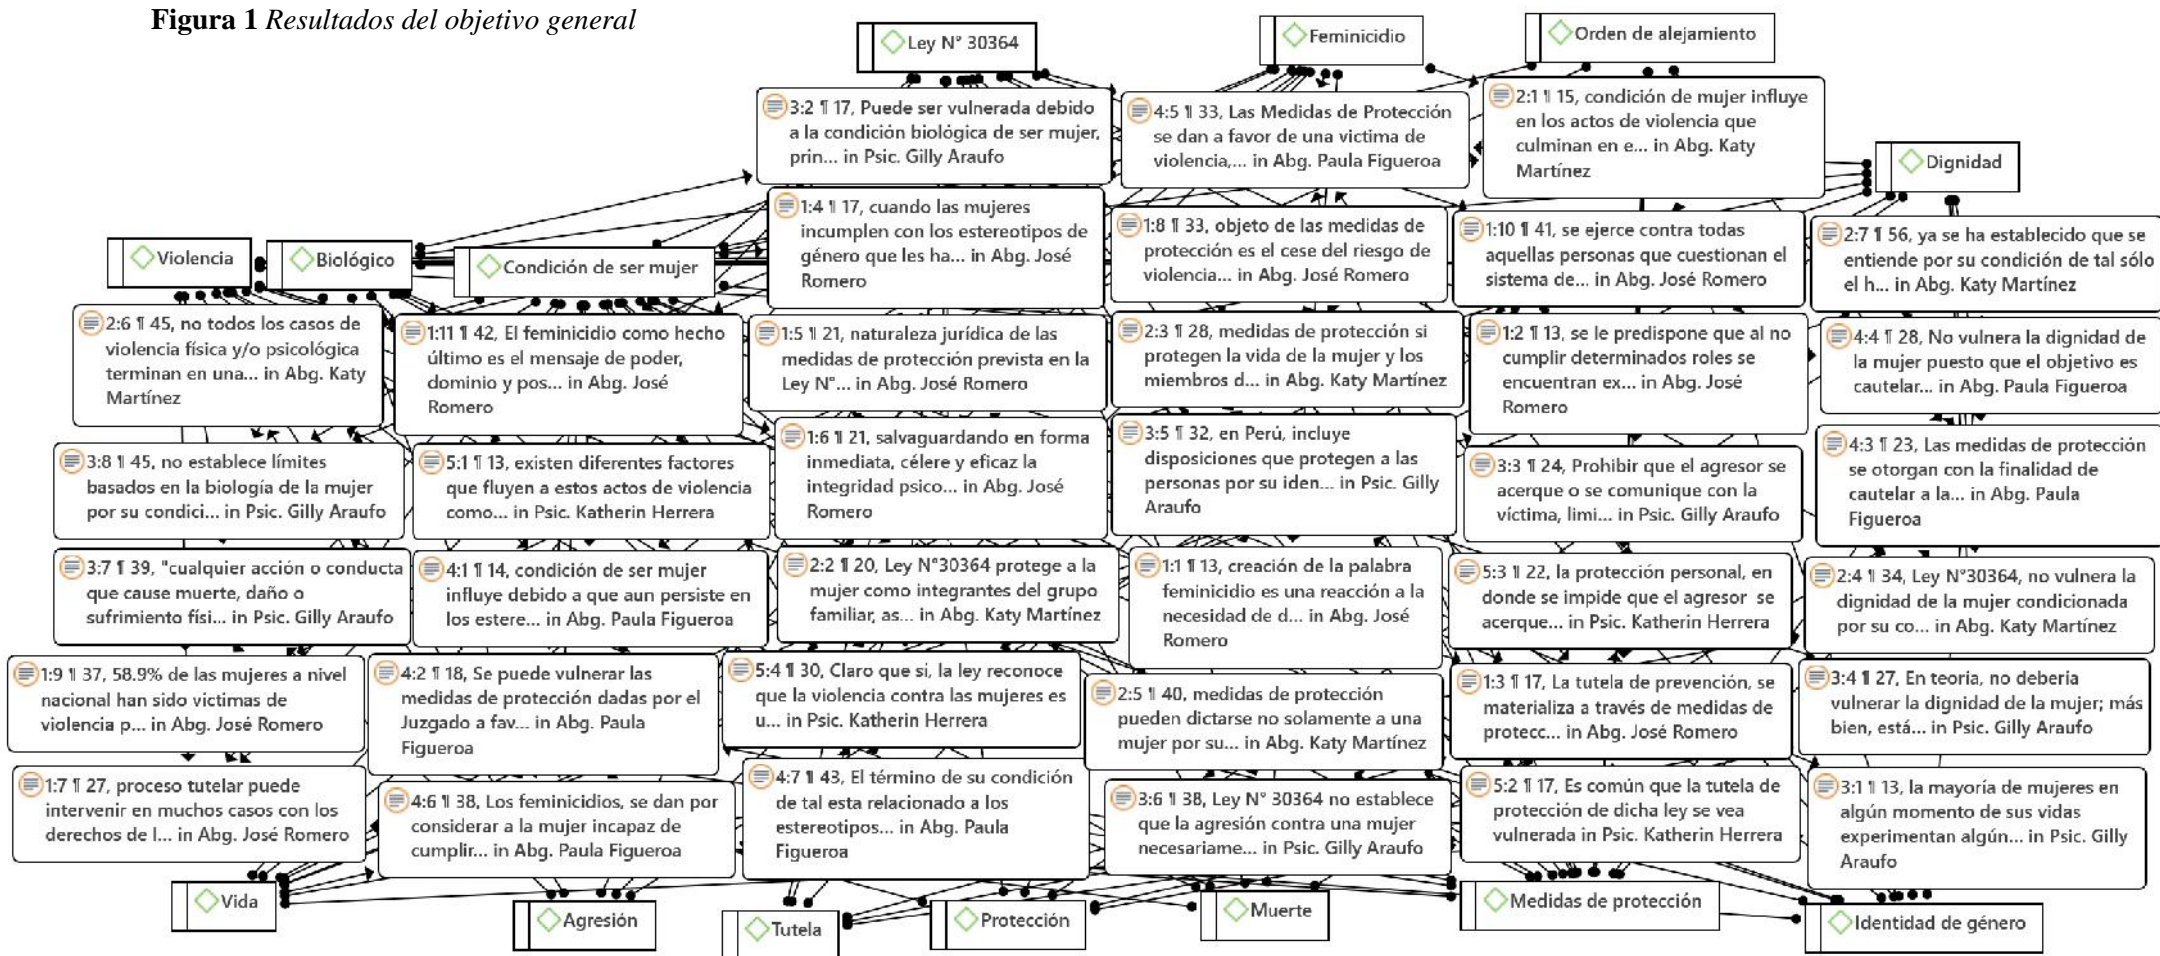 Figura 1 Resultados del objetivo general
Ley N° 30364
Feminicidio
Orden de alejamiento
3:2 ¶ 17, Puede ser vulnerada debido
a la condición biológica de ser mujer,
prin... in Psic. Gilly Araufo
4:5 ¶ 33, Las Medidas de Protección
se dan a favor de una victima de
violencia,... in Abg. Paula Figueroa
2:1 ¶ 15, condición de mujer influye
en los actos de violencia que
culminan en e... in Abg. Katy
Martínez
Dignidad
1:4 ¶ 17, cuando las mujeres
incumplen con los estereotipos de
género que les ha... in Abg. José
Romero
1:8 ¶ 33, objeto de las medidas de
protección es el cese del riesgo de
violencia... in Abg. José Romero
1:10 ¶ 41, se ejerce contra todas
aquellas personas que cuestionan el
sistema de... in Abg. José Romero
2:7 ¶ 56, ya se ha establecido que se
entiende por su condición de tal sólo
el h... in Abg. Katy Martínez
Violencia
Biológico
Condición de ser mujer
2:6 ¶ 45, no todos los casos de
violencia física y/o psicológica
terminan en una... in Abg. Katy
Martínez
1:11 ¶ 42, El feminicidio como hecho
último es el mensaje de poder,
dominio y pos... in Abg. José
Romero
1:5 ¶ 21, naturaleza jurídica de las
medidas de protección prevista en la
Ley N°... in Abg. José Romero
2:3 ¶ 28, medidas de protección si
protegen la vida de la mujer y los
miembros d... in Abg. Katy Martínez
1:2 ¶ 13, se le predispone que al no
cumplir determinados roles se
encuentran ex... in Abg. José
Romero
4:4 ¶ 28, No vulnera la dignidad de
la mujer puesto que el objetivo es
cautelar... in Abg. Paula Figueroa
3:8 ¶ 45, no establece límites
basados en la biología de la mujer
por su condici... in Psic. Gilly Araufo
5:1 ¶ 13, existen diferentes factores
que fluyen a estos actos de violencia
como... in Psic. Katherin Herrera
1:6 ¶ 21, salvaguardando en forma
inmediata, célere y eficaz la
integridad psico... in Abg. José
Romero
3:5 ¶ 32, en Perú, incluye
disposiciones que protegen a las
personas por su iden... in Psic. Gilly
Araufo
3:3 ¶ 24, Prohibir que el agresor se
acerque o se comunique con la
víctima, limi... in Psic. Gilly Araufo
4:3 ¶ 23, Las medidas de protección
se otorgan con la finalidad de
cautelar a la... in Abg. Paula
Figueroa
3:7 ¶ 39, "cualquier acción o conducta
que cause muerte, daño o
sufrimiento físi... in Psic. Gilly Araufo
4:1 ¶ 14, condición de ser mujer
influye debido a que aun persiste en
los estere... in Abg. Paula Figueroa
2:2 ¶ 20, Ley N°30364 protege a la
mujer como integrantes del grupo
familiar, as... in Abg. Katy Martínez
1:1 ¶ 13, creación de la palabra
feminicidio es una reacción a la
necesidad de d... in Abg. José
Romero
5:3 ¶ 22, la protección personal, en
donde se impide que el agresor se
acerque... in Psic. Katherin Herrera
2:4 ¶ 34, Ley N°30364, no vulnera la
dignidad de la mujer condicionada
por su co... in Abg. Katy Martínez
1:9 ¶ 37, 58.9% de las mujeres a nivel
nacional han sido víctimas de
violencia p... in Abg. José Romero
4:2 ¶ 18, Se puede vulnerar las
medidas de protección dadas por el
Juzgado a fav... in Abg. Paula
Figueroa
5:4 ¶ 30, Claro que si, la ley reconoce
que la violencia contra las mujeres es
u... in Psic. Katherin Herrera
2:5 ¶ 40, medidas de protección
pueden dictarse no solamente a una
mujer por su... in Abg. Katy Martínez
1:3 ¶ 17, La tutela de prevención, se
materializa a través de medidas de
protecc... in Abg. José Romero
3:4 ¶ 27, En teoría, no debería
vulnerar la dignidad de la mujer; más
bien, está... in Psic. Gilly Araufo
1:7 ¶ 27, proceso tutelar puede
intervenir en muchos casos con los
derechos de l... in Abg. José Romero
4:6 ¶ 38, Los feminicidios, se dan por
considerar a la mujer incapaz de
cumplir... in Abg. Paula Figueroa
4:7 ¶ 43, El término de su condición
de tal esta relacionado a los
estereotipos... in Abg. Paula
Figueroa
3:6 ¶ 38, Ley N° 30364 no establece
que la agresión contra una mujer
necesariame... in Psic. Gilly Araufo
5:2 ¶ 17, Es común que la tutela de
protección de dicha ley se vea
vulnerada in Psic. Katherin Herrera
3:1 ¶ 13, la mayoría de mujeres en
algún momento de sus vidas
experimentan algún... in Psic. Gilly
Araufo
Vida
Agresión
Tutela
Protección
Muerte
Medidas de protección
Identidad de género